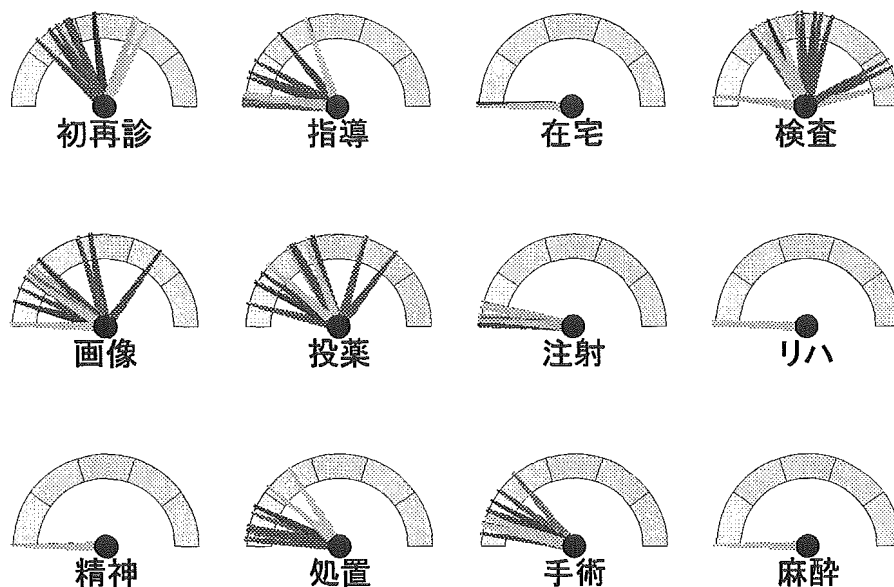 初再診 指導 在宅 検査
画像 投薬 注射 リハ
精神 処置 手術 麻酔